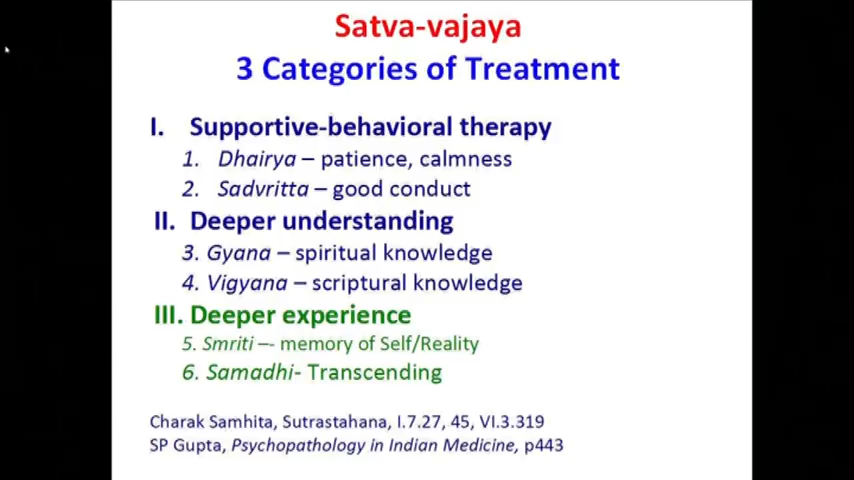 Satva-vajaya
3 Categories of Treatment
I. Supportive-behavioral therapy
1. Dhairya – patience, calmness
2. Sadvritta – good conduct
II. Deeper understanding
3. Gyana – spiritual knowledge
4. Vigyana – scriptural knowledge
III. Deeper experience
5. Smriti –- memory of Self/Reality
6. Samadhi- Transcending
Charak Samhita, Sutrastahana, I.7.27, 45, VI.3.319
SP Gupta, Psychopathology in Indian Medicine, p443